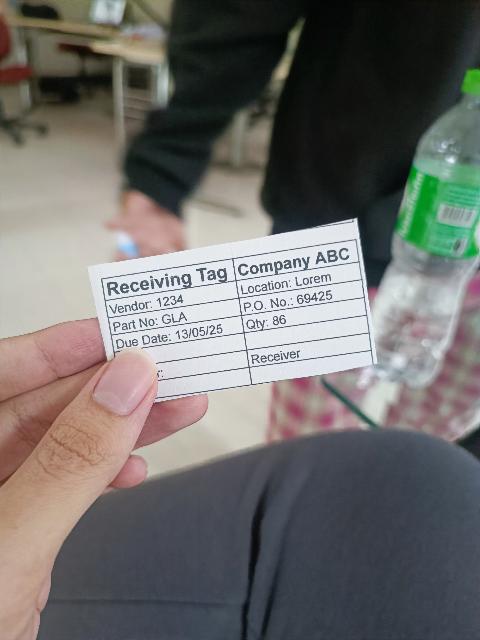 Receiving Tag Company ABC
Vendor: 1234 Location: Lorem
Part No: GLA P.O. No.: 69425
Due Date: 13/05/25 Qty: 86
Receiver